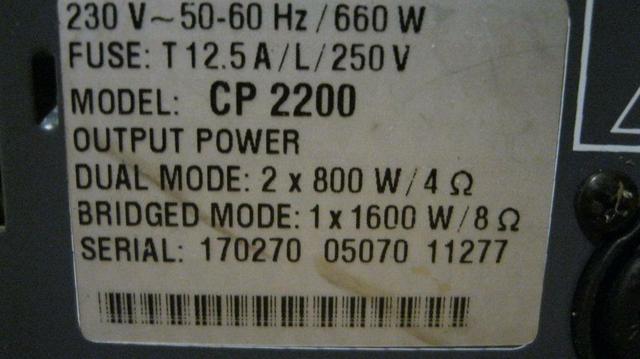 230 V~50-60 Hz/660 W
FUSE: T 12.5 A/L/250 V
MODEL: CP 2200
OUTPUT POWER
DUAL MODE: 2 x 800 W/4 Ω
BRIDGED MODE: 1 x 1600 W/8 Ω
SERIAL: 170270 05070 11277